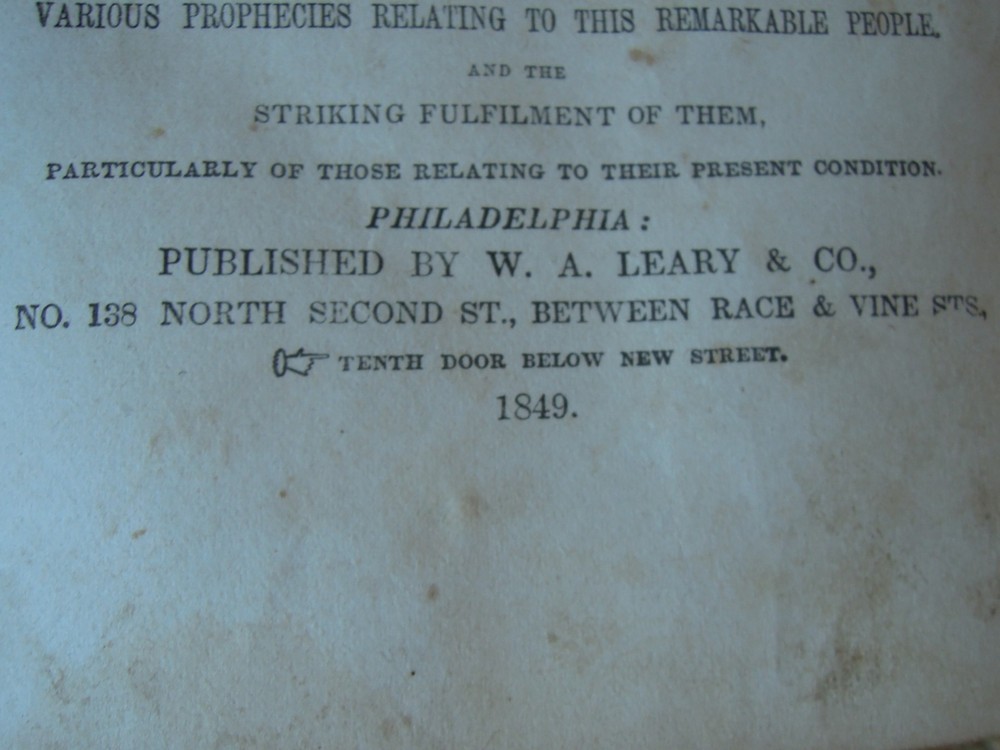 VARIOUS PROPHECIES RELATING TO THIS REMARKABLE PEOPLE,
AND THE
STRIKING FULFILMENT OF THEM,
PARTICULARLY OF THOSE RELATING TO THEIR PRESENT CONDITION.
PHILADELPHIA:
PUBLISHED BY W. A. LEARY & CO.,
NO. 138 NORTH SECOND ST., BETWEEN RACE & VINE STS.,
☞ TENTH DOOR BELOW NEW STREET.
1849.